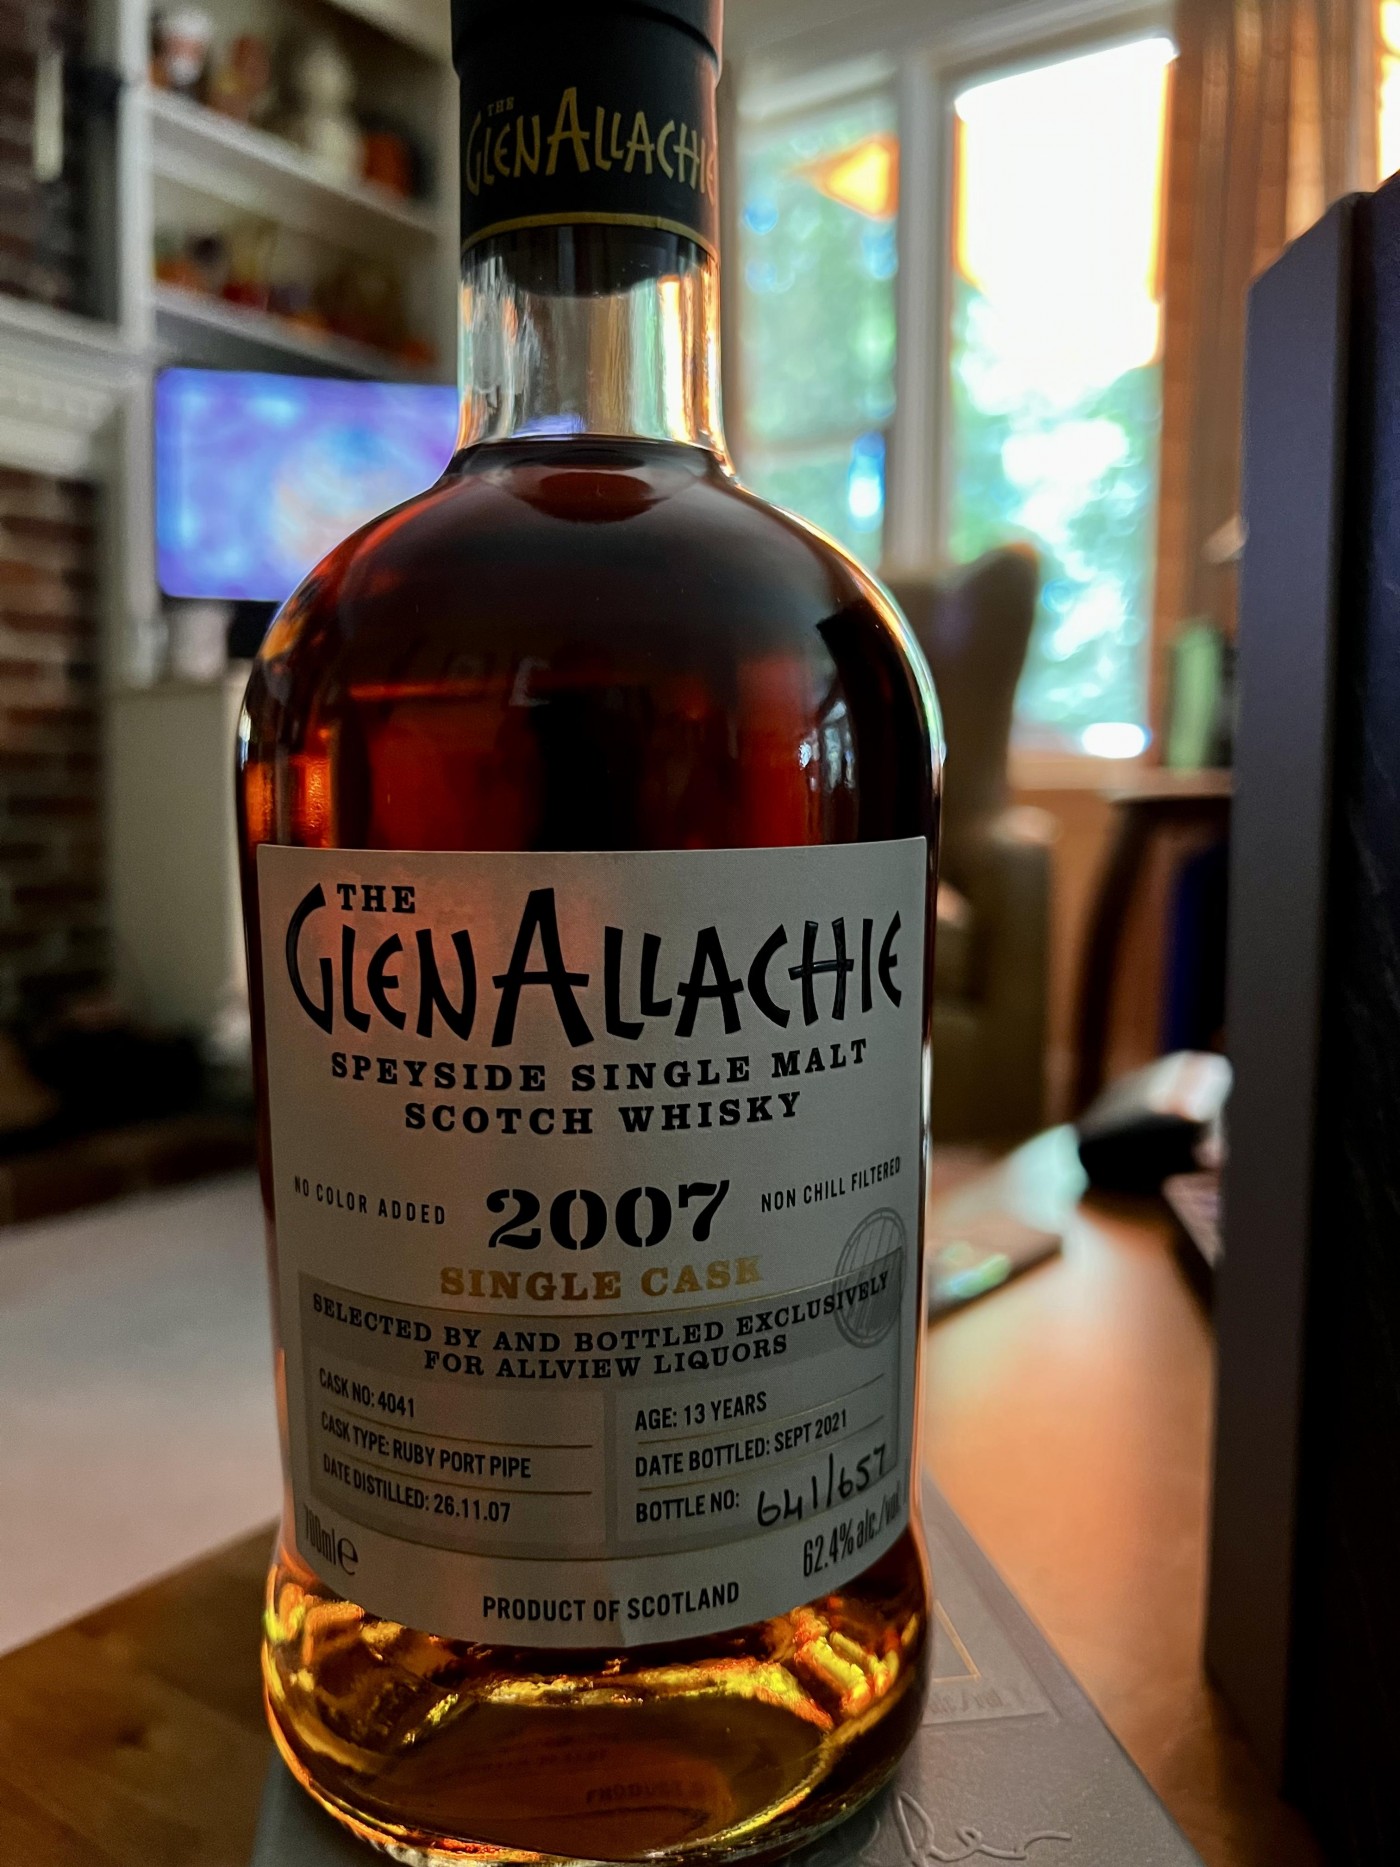 THE
GLENALLACHIE
THE
GLENALLACHIE
SPEYSIDE SINGLE MALT
SCOTCH WHISKY
NO COLOR ADDED
2007
NON CHILL FILTERED
SINGLE CASK
SELECTED BY AND BOTTLED EXCLUSIVELY
FOR ALLVIEW LIQUORS
CASK NO: 4041
CASK TYPE: RUBY PORT PIPE
DATE DISTILLED: 26.11.07
AGE: 13 YEARS
DATE BOTTLED: SEPT 2021
BOTTLE NO: 641/657
700ml e
62.4% alc./vol.
PRODUCT OF SCOTLAND